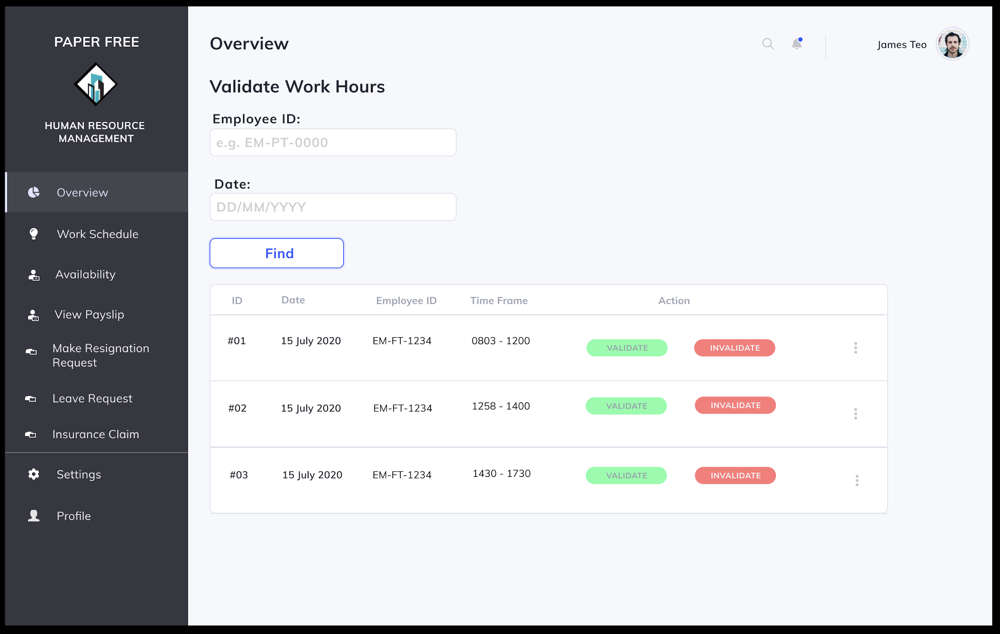 PAPER FREE
HUMAN RESOURCE
MANAGEMENT
Overview
Work Schedule
Availability
View Payslip
Make Resignation
Request
Leave Request
Insurance Claim
Settings
Profile
Overview
James Teo
Validate Work Hours
Employee ID:
e.g. EM-PT-0000
Date:
DD/MM/YYYY
Find
ID Date Employee ID Time Frame Action
#01 15 July 2020 EM-FT-1234 0803 - 1200 VALIDATE INVALIDATE
#02 15 July 2020 EM-FT-1234 1258 - 1400 VALIDATE INVALIDATE
#03 15 July 2020 EM-FT-1234 1430 - 1730 VALIDATE INVALIDATE